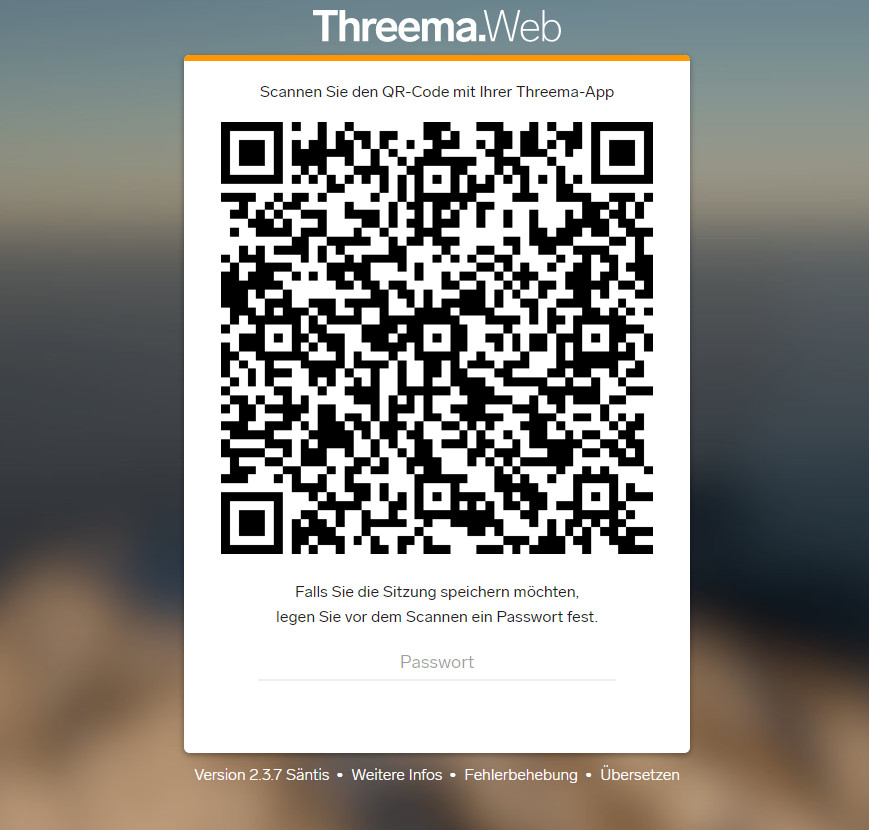 Threema.Web
Scannen Sie den QR-Code mit Ihrer Threema-App
Falls Sie die Sitzung speichern möchten,
legen Sie vor dem Scannen ein Passwort fest.
Passwort
Version 2.3.7 Säntis • Weitere Infos • Fehlerbehebung • Übersetzen